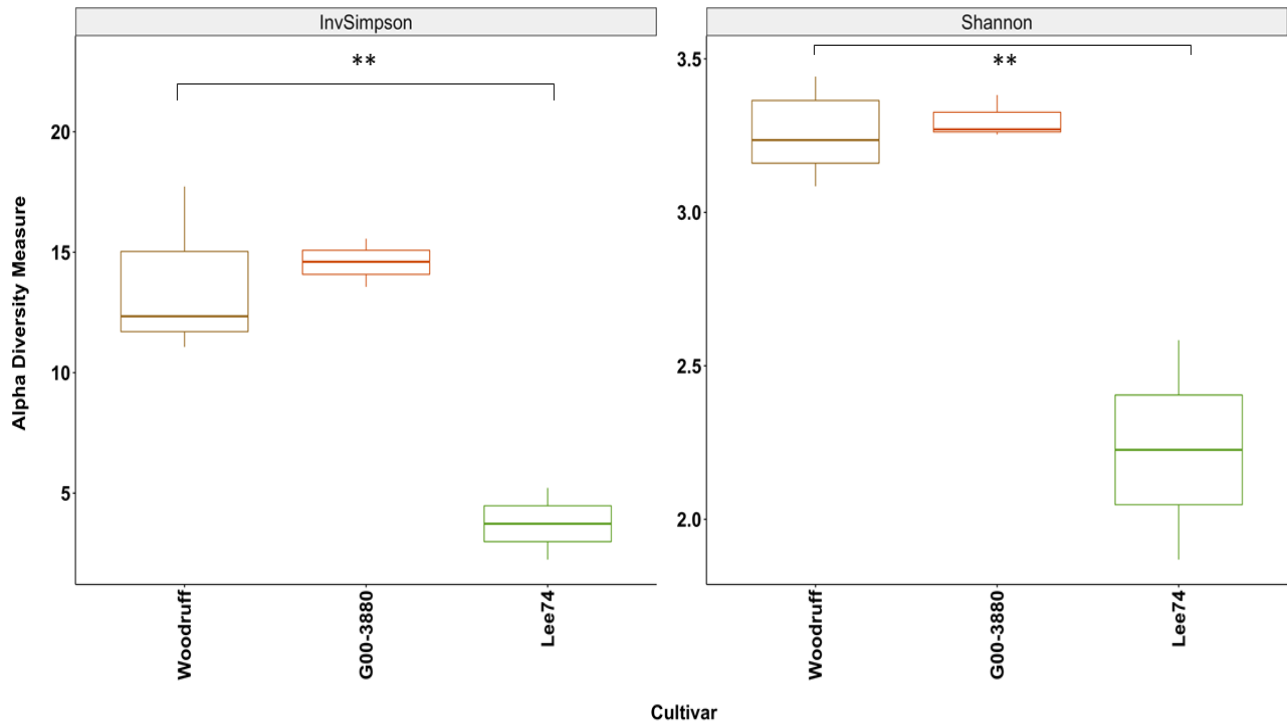 InvSimpson
Shannon
**
**
Alpha Diversity Measure
20
15
10
5
3.5
3.0
2.5
2.0
Woodruff
G00-3880
Lee74
Woodruff
G00-3880
Lee74
Cultivar